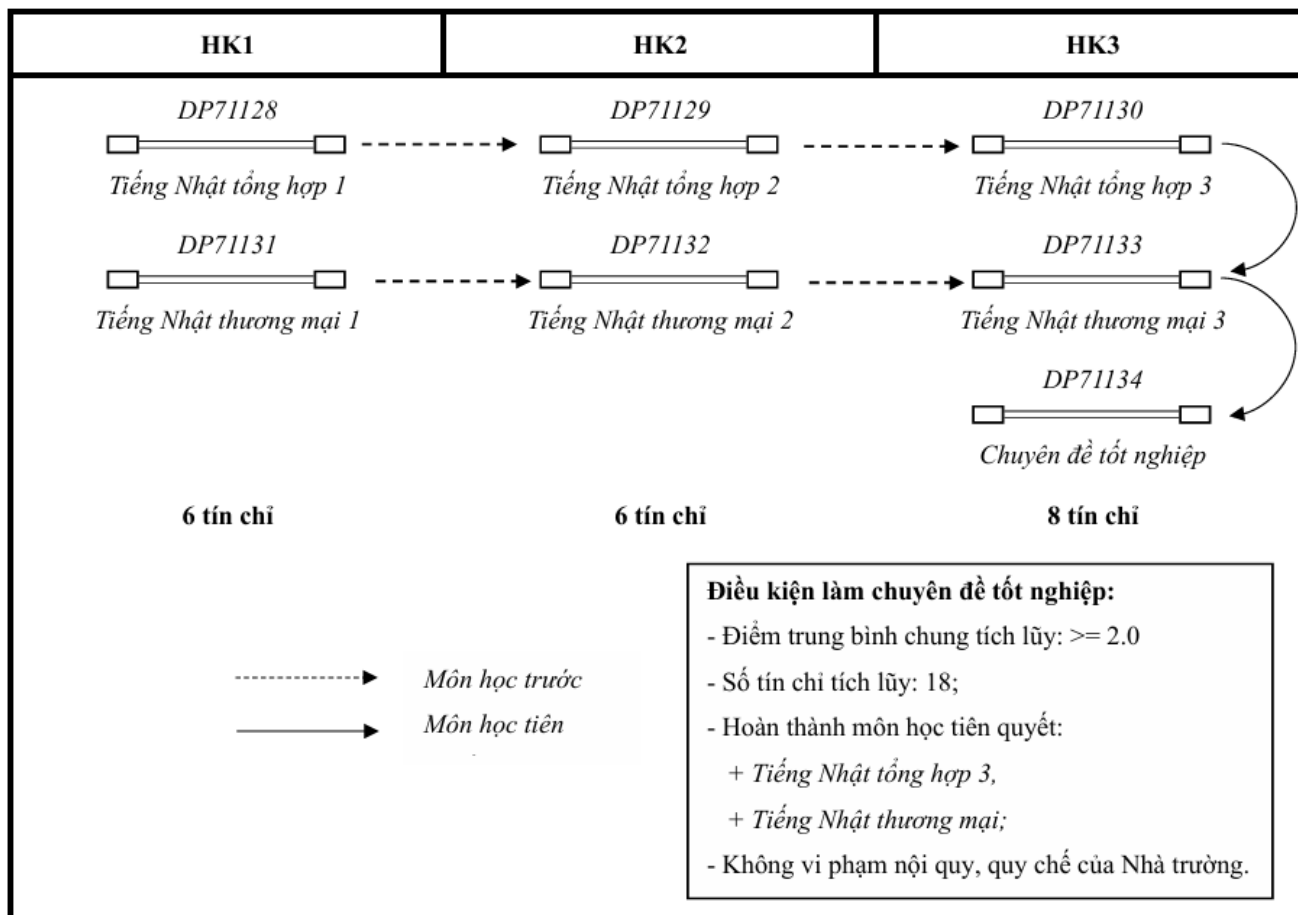 HK1 HK2 HK3
DP71128 DP71129 DP71130
Tiếng Nhật tổng hợp 1 Tiếng Nhật tổng hợp 2 Tiếng Nhật tổng hợp 3
DP71131 DP71132 DP71133
Tiếng Nhật thương mại 1 Tiếng Nhật thương mại 2 Tiếng Nhật thương mại 3
DP71134
Chuyên đề tốt nghiệp
6 tín chỉ 6 tín chỉ 8 tín chỉ
Môn học trước
Môn học tiên
Điều kiện làm chuyên đề tốt nghiệp:
- Điểm trung bình chung tích lũy: >= 2.0
- Số tín chỉ tích lũy: 18;
- Hoàn thành môn học tiên quyết:
+ Tiếng Nhật tổng hợp 3,
+ Tiếng Nhật thương mại;
- Không vi phạm nội quy, quy chế của Nhà trường.